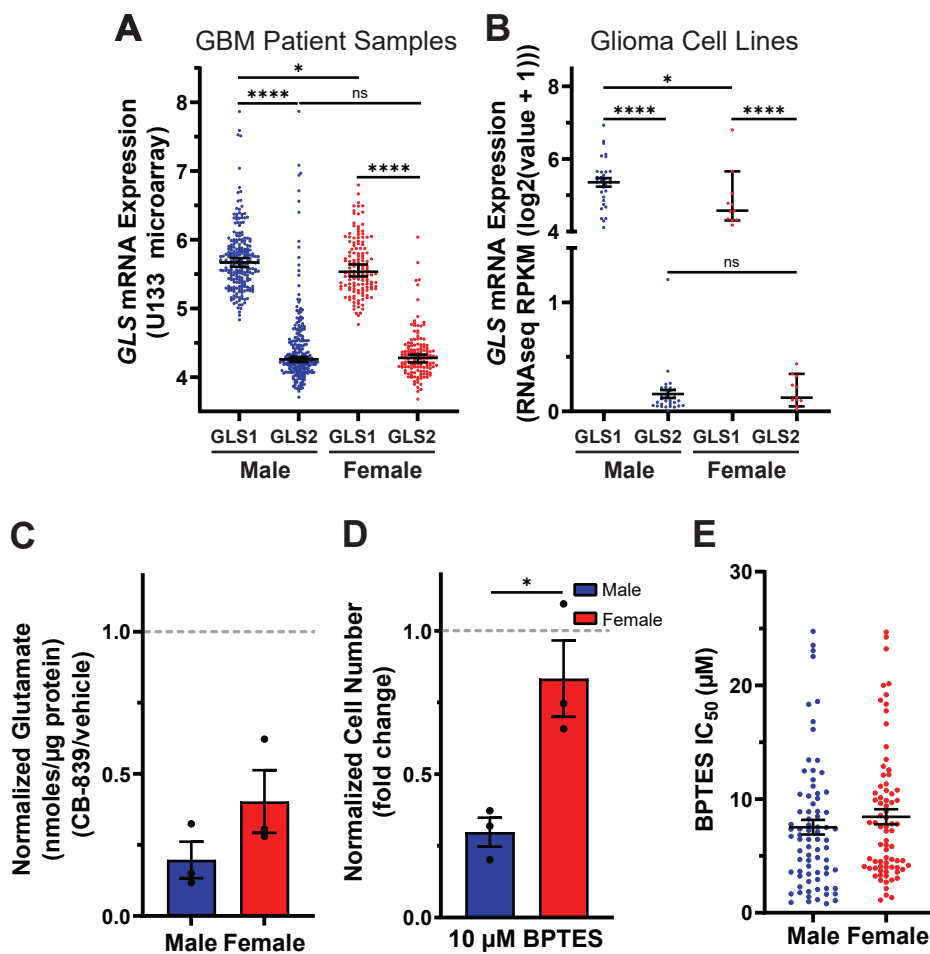 A
GBM Patient Samples
GLS mRNA Expression
(U133 microarray)
8
7
6
5
4
*
****
ns
****
GLS1 GLS2 GLS1 GLS2
Male Female
B
Glioma Cell Lines
GLS mRNA Expression
(RNAseq RPKM (log2(value + 1)))
8
6
4
1
0
*
**** ****
ns
GLS1 GLS2 GLS1 GLS2
Male Female
C
Normalized Glutamate
(nmoles/µg protein)
(CB-839/vehicle)
1.0
0.5
0.0
Male Female
D
Normalized Cell Number
(fold change)
1.0
0.5
0.0
*
Male
Female
10 µM BPTES
E
BPTES IC50 (µM)
30
20
10
0
Male Female